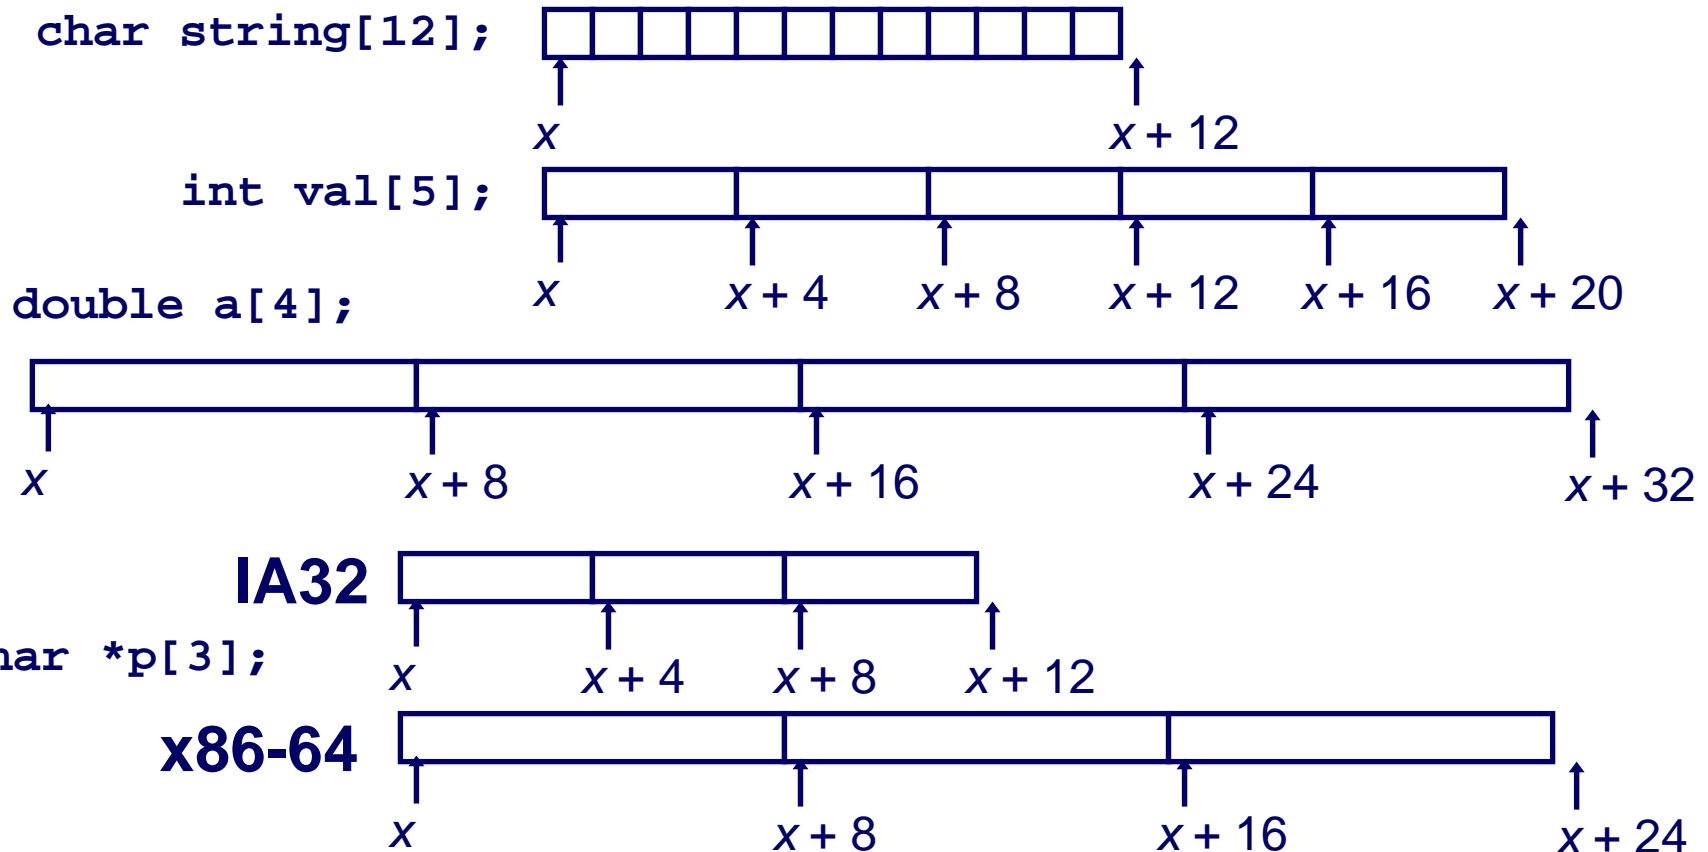 char string[12];
x x + 12
int val[5];
x x + 4 x + 8 x + 12 x + 16 x + 20
double a[4];
x x + 8 x + 16 x + 24 x + 32
IA32
*p[3];
x x + 4 x + 8 x + 12
x86-64
x x + 8 x + 16 x + 24